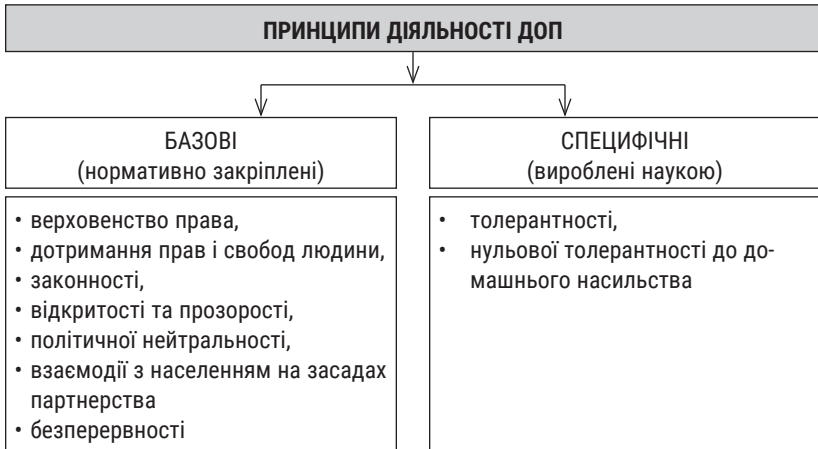 ПРИНЦИПИ ДІЯЛЬНОСТІ ДОП
БАЗОВІ
(нормативно закріплені)
• верховенство права,
• дотримання прав і свобод людини,
• законності,
• відкритості та прозорості,
• політичної нейтральності,
• взаємодії з населенням на засадах
партнерства
• безперервності
СПЕЦИФІЧНІ
(вироблені наукою)
• толерантності,
• нульової толерантності до до-
машнього насильства